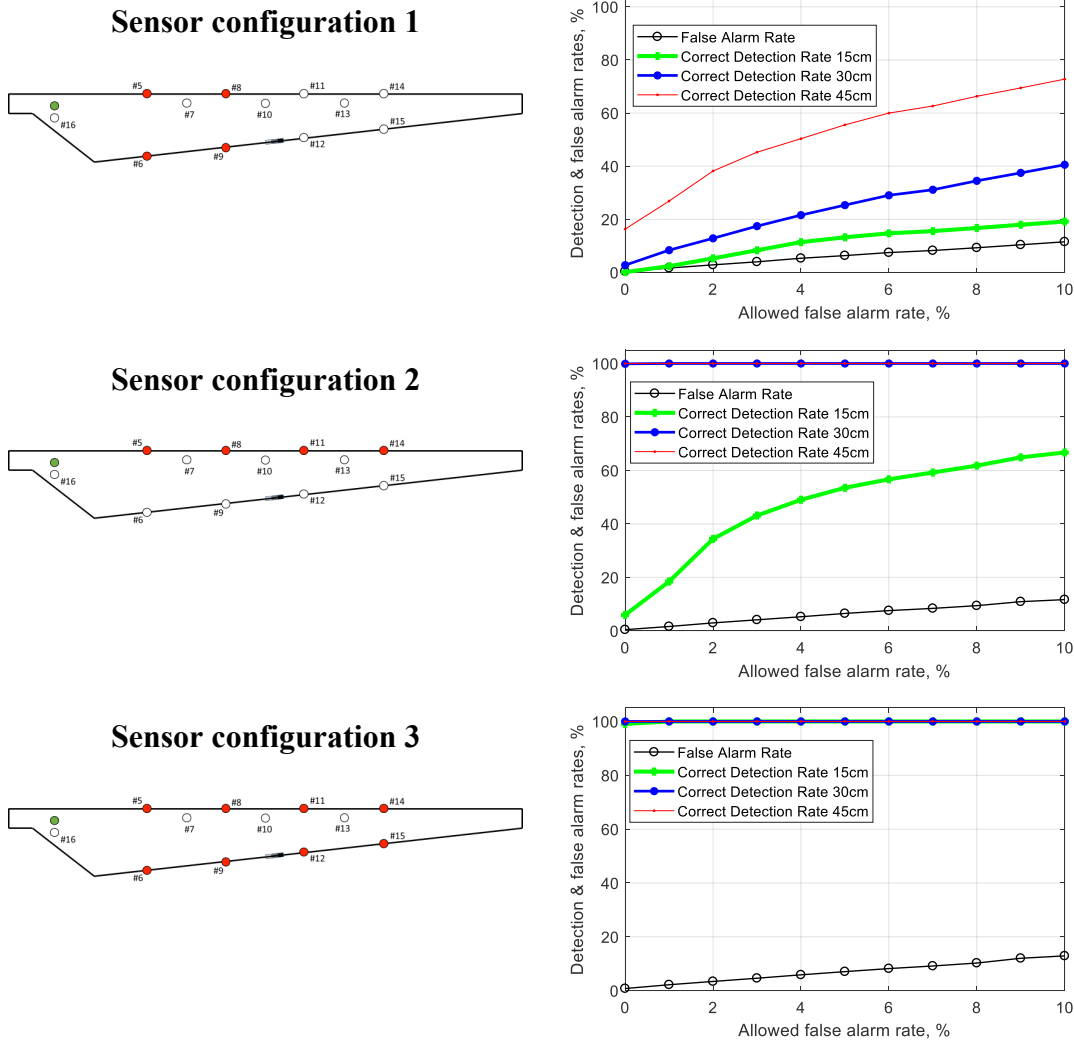 Sensor configuration 1
#5
#8
#11
#14
#7
#10
#13
#16
#15
#12
#9
#6
Detection & false alarm rates, %
100
80
60
40
20
0
False Alarm Rate
Correct Detection Rate 15cm
Correct Detection Rate 30cm
Correct Detection Rate 45cm
0 2 4 6 8 10
Allowed false alarm rate, %
Sensor configuration 2
#5
#8
#11
#14
#7
#10
#13
#16
#15
#12
#9
#6
Detection & false alarm rates, %
100
80
60
40
20
0
False Alarm Rate
Correct Detection Rate 15cm
Correct Detection Rate 30cm
Correct Detection Rate 45cm
0 2 4 6 8 10
Allowed false alarm rate, %
Sensor configuration 3
#5
#8
#11
#14
#7
#10
#13
#16
#15
#12
#9
#6
Detection & false alarm rates, %
100
80
60
40
20
0
False Alarm Rate
Correct Detection Rate 15cm
Correct Detection Rate 30cm
Correct Detection Rate 45cm
0 2 4 6 8 10
Allowed false alarm rate, %